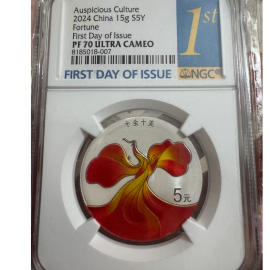 Auspicious Culture
2024 China 15g S5Y
Fortune
First Day of Issue
PF 70 ULTRA CAMEO
8185018-007
1st
FIRST DAY OF ISSUE
NGC
5元